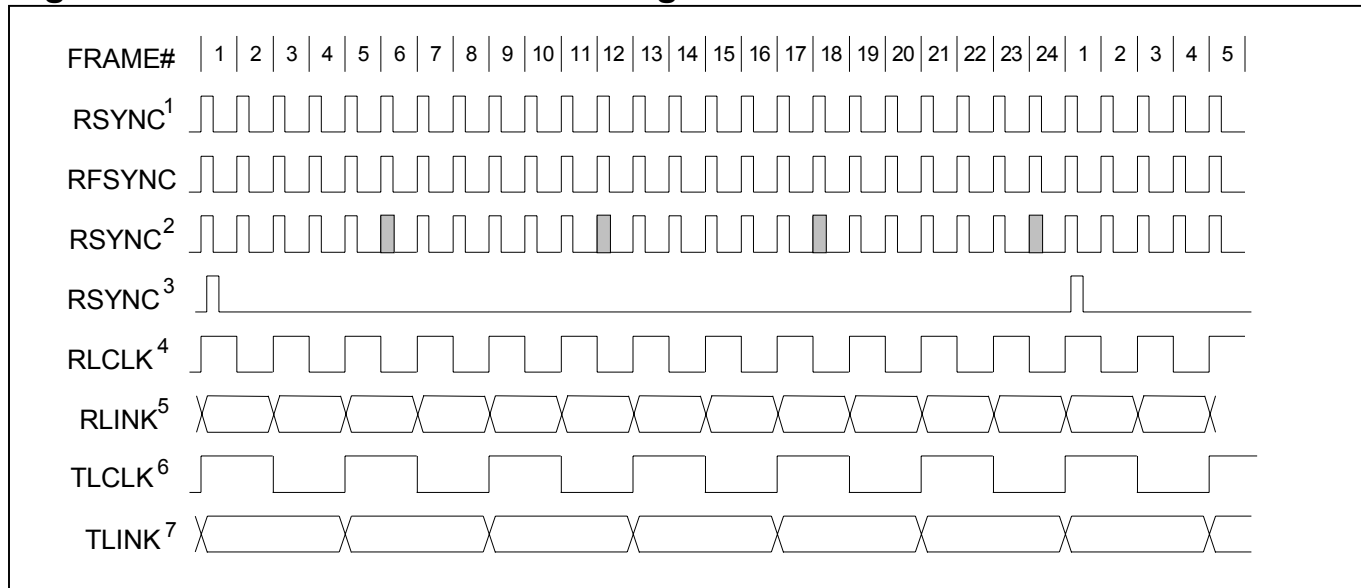 FRAME# 1 2 3 4 5 6 7 8 9 10 11 12 13 14 15 16 17 18 19 20 21 22 23 24 1 2 3 4 5
RSYNC1
RFSYNC
RSYNC2
RSYNC3
RLCLK4
RLINK5
TLCLK6
TLINK7